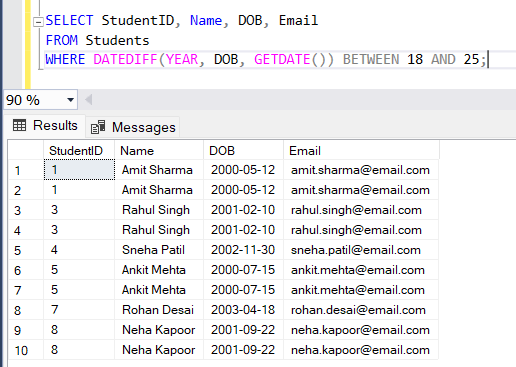 SELECT StudentID, Name, DOB, Email
FROM Students
WHERE DATEDIFF(YEAR, DOB, GETDATE()) BETWEEN 18 AND 25;
90 %
Results Messages
StudentID Name DOB Email
1 1 Amit Sharma 2000-05-12 amit.sharma@email.com
2 1 Amit Sharma 2000-05-12 amit.sharma@email.com
3 3 Rahul Singh 2001-02-10 rahul.singh@email.com
4 3 Rahul Singh 2001-02-10 rahul.singh@email.com
5 4 Sneha Patil 2002-11-30 sneha.patil@email.com
6 5 Ankit Mehta 2000-07-15 ankit.mehta@email.com
7 5 Ankit Mehta 2000-07-15 ankit.mehta@email.com
8 7 Rohan Desai 2003-04-18 rohan.desai@email.com
9 8 Neha Kapoor 2001-09-22 neha.kapoor@email.com
10 8 Neha Kapoor 2001-09-22 neha.kapoor@email.com